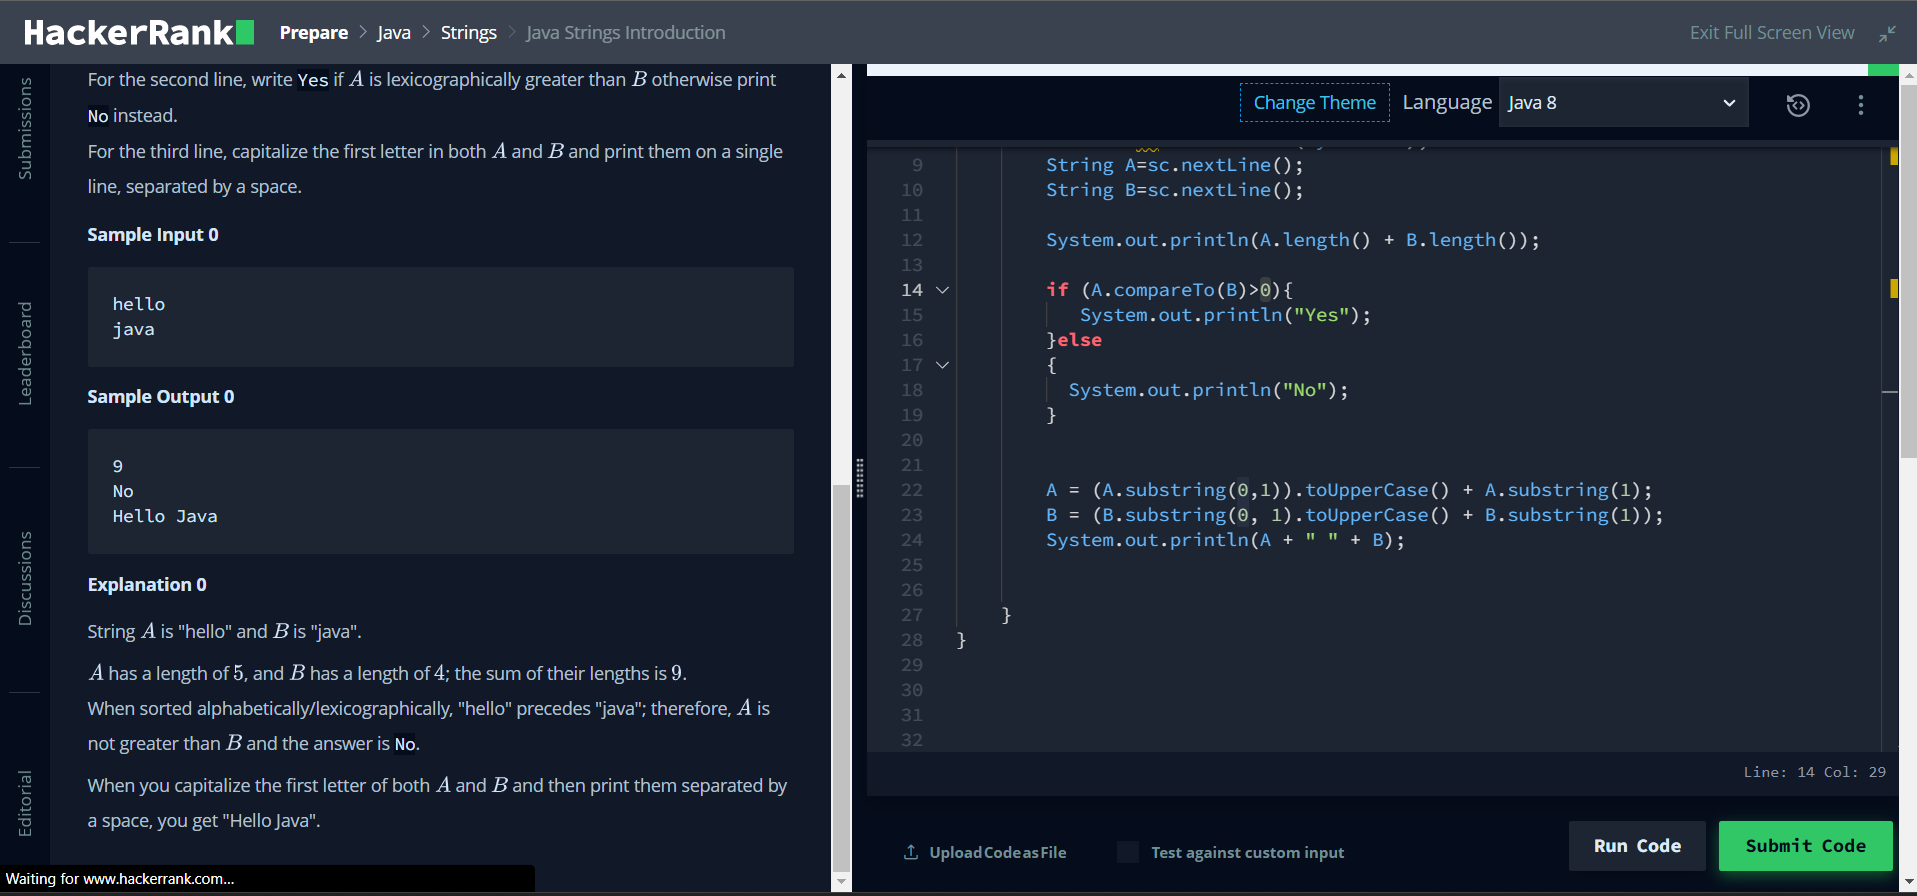 HackerRank
Prepare > Java > Strings > Java Strings Introduction
Exit Full Screen View
Submissions
Leaderboard
Discussions
Editorial
For the second line, write Yes if A is lexicographically greater than B otherwise print
No instead.
For the third line, capitalize the first letter in both A and B and print them on a single
line, separated by a space.
Sample Input 0
hello
java
Sample Output 0
9
No
Hello Java
Explanation 0
String A is "hello" and B is "java".
A has a length of 5, and B has a length of 4; the sum of their lengths is 9.
When sorted alphabetically/lexicographically, "hello" precedes "java"; therefore, A is
not greater than B and the answer is No.
When you capitalize the first letter of both A and B and then print them separated by
a space, you get "Hello Java".
Waiting for www.hackerrank.com...
Change Theme Language Java 8
9 String A=sc.nextLine();
10 String B=sc.nextLine();
11
12 System.out.println(A.length() + B.length());
13
14 if (A.compareTo(B)>0){
15 System.out.println("Yes");
16 }else
17 {
18 System.out.println("No");
19 }
20
21
22 A = (A.substring(0,1)).toUpperCase() + A.substring(1);
23 B = (B.substring(0, 1).toUpperCase() + B.substring(1));
24 System.out.println(A + " " + B);
25
26
27 }
28 }
29
30
31
32
Line: 14 Col: 29
Upload Code as File
Test against custom input
Run Code
Submit Code